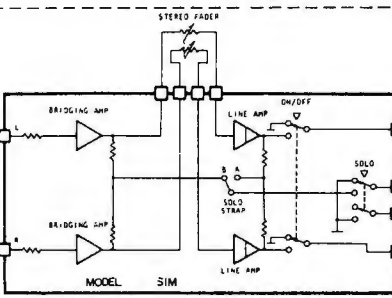 STEREO FADER
BRIDGING AMP
LINE AMP
ON/OFF
L
SOLO
B A
SOLO
STRAP
BRIDGING AMP
R
LINE AMP
MODEL SIM